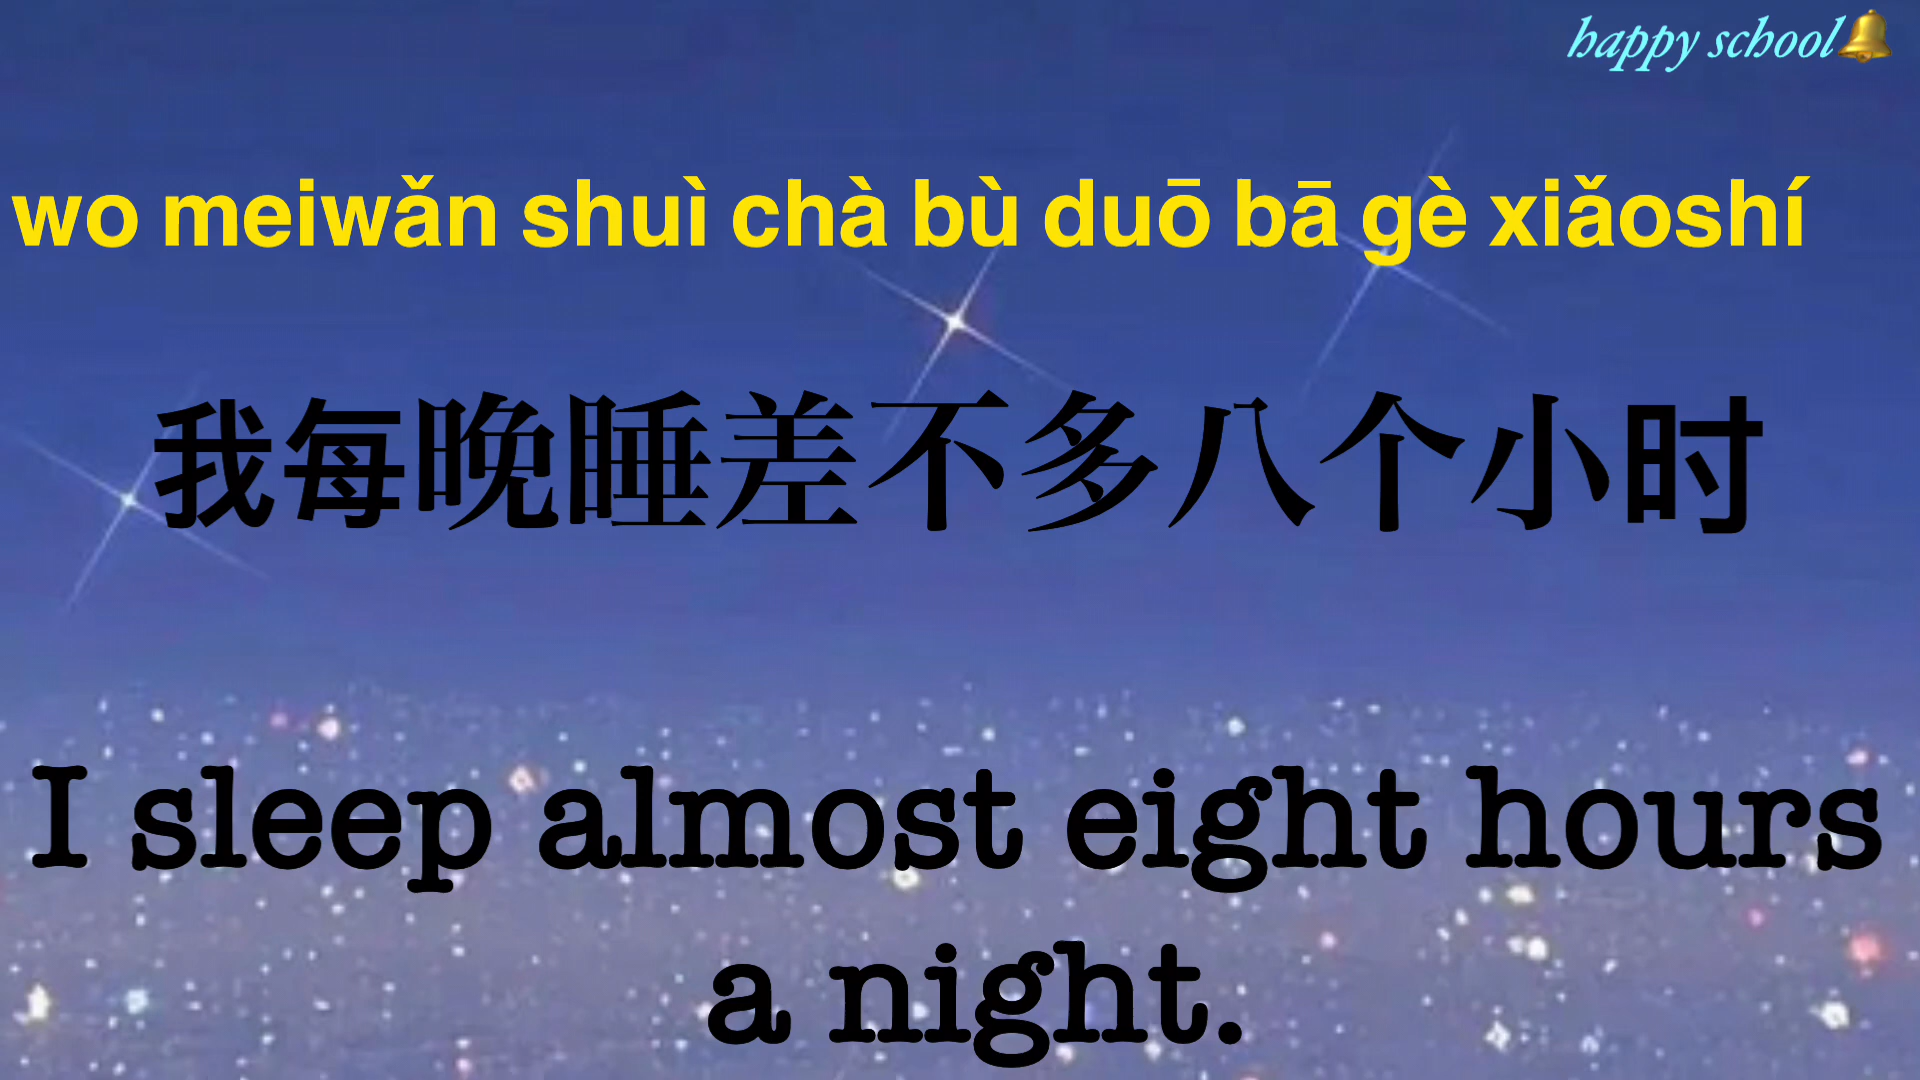 happy school🔔
wo meiwǎn shuì chà bù duō bā gè xiǎoshí
我每晚睡差不多八个小时
I sleep almost eight hours
a night.